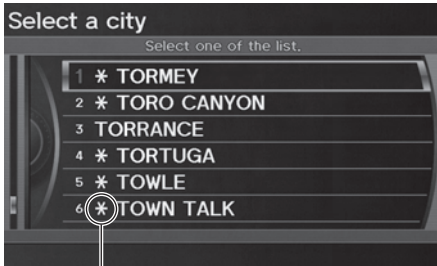 Select a city
Select one of the list.
1 * TORMEY
2 * TORO CANYON
3 TORRANCE
4 * TORTUGA
5 * TOWLE
6 * TOWN TALK